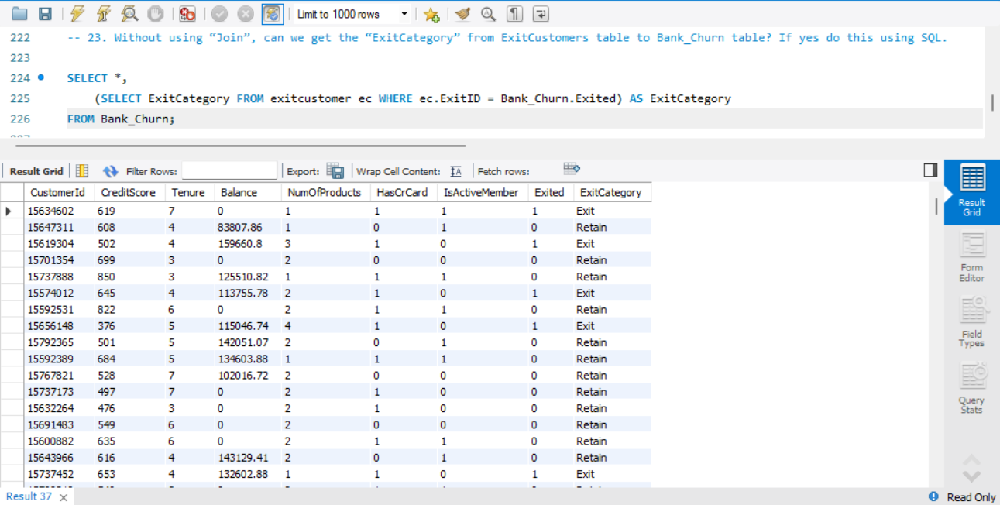 Limit to 1000 rows
222 -- 23. Without using “Join”, can we get the “ExitCategory” from ExitCustomers table to Bank_Churn table? If yes do this using SQL.
223
224 SELECT *,
225 (SELECT ExitCategory FROM exitcustomer ec WHERE ec.ExitID = Bank_Churn.Exited) AS ExitCategory
226 FROM Bank_Churn;
Result Grid Filter Rows: Export: Wrap Cell Content: Fetch rows:
CustomerId CreditScore Tenure Balance NumOfProducts HasCrCard IsActiveMember Exited ExitCategory
15634602 619 7 0 1 1 1 1 Exit
15647311 608 4 83807.86 1 0 1 0 Retain
15619304 502 4 159660.8 3 1 0 1 Exit
15701354 699 3 0 2 0 0 0 Retain
15737888 850 3 125510.82 1 1 1 0 Retain
15574012 645 4 113755.78 2 1 0 1 Exit
15592531 822 6 0 2 1 1 0 Retain
15656148 376 5 115046.74 4 1 0 1 Exit
15792365 501 5 142051.07 2 0 1 0 Retain
15592389 684 5 134603.88 1 1 1 0 Retain
15767821 528 7 102016.72 2 0 0 0 Retain
15737173 497 7 0 2 1 0 0 Retain
15632264 476 3 0 2 1 0 0 Retain
15691483 549 6 0 2 0 0 0 Retain
15600882 635 6 0 2 1 1 0 Retain
15643966 616 4 143129.41 2 0 1 0 Retain
15737452 653 4 132602.88 1 1 0 1 Exit
Result
Grid
Form
Editor
Field
Types
Query
Stats
Result 37
Read Only